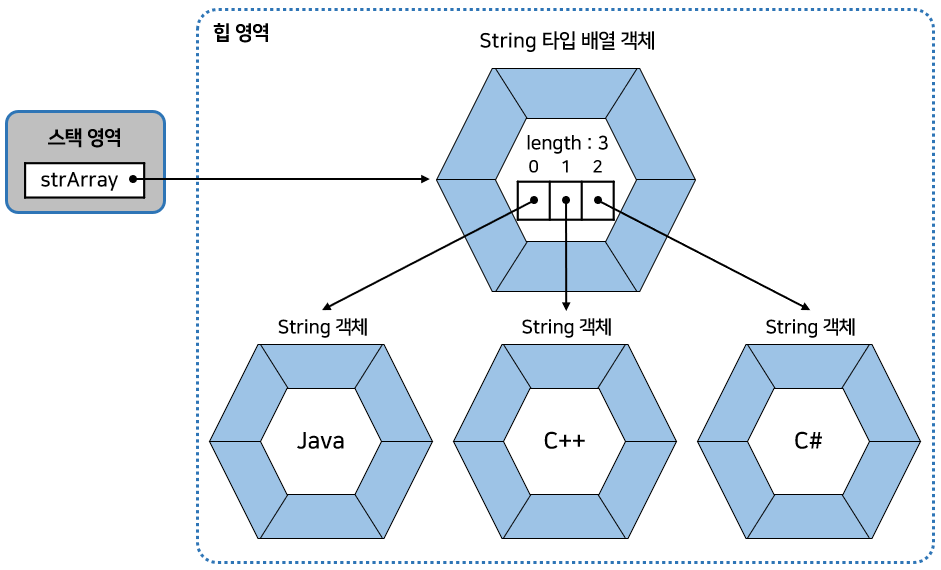 힙 영역
String 타입 배열 객체
스택 영역
strArray
length : 3
0 1 2
String 객체 String 객체 String 객체
Java C++ C#